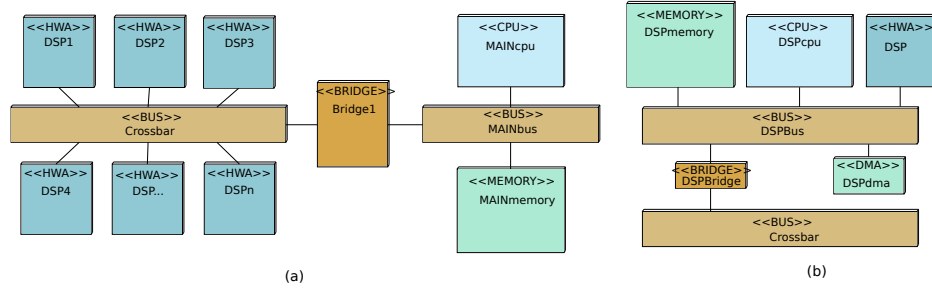 <<HWA>>
DSP1
<<HWA>>
DSP2
<<HWA>>
DSP3
<<BUS>>
Crossbar
<<HWA>>
DSP4
<<HWA>>
DSP...
<<HWA>>
DSPn
<<BRIDGE>>
Bridge1
<<CPU>>
MAINcpu
<<BUS>>
MAINbus
<<MEMORY>>
MAINmemory
(a)
<<MEMORY>>
DSPmemory
<<CPU>>
DSPcpu
<<HWA>>
DSP
<<BUS>>
DSPBus
<<BRIDGE>>
DSPBridge
<<DMA>>
DSPdma
<<BUS>>
Crossbar
(b)